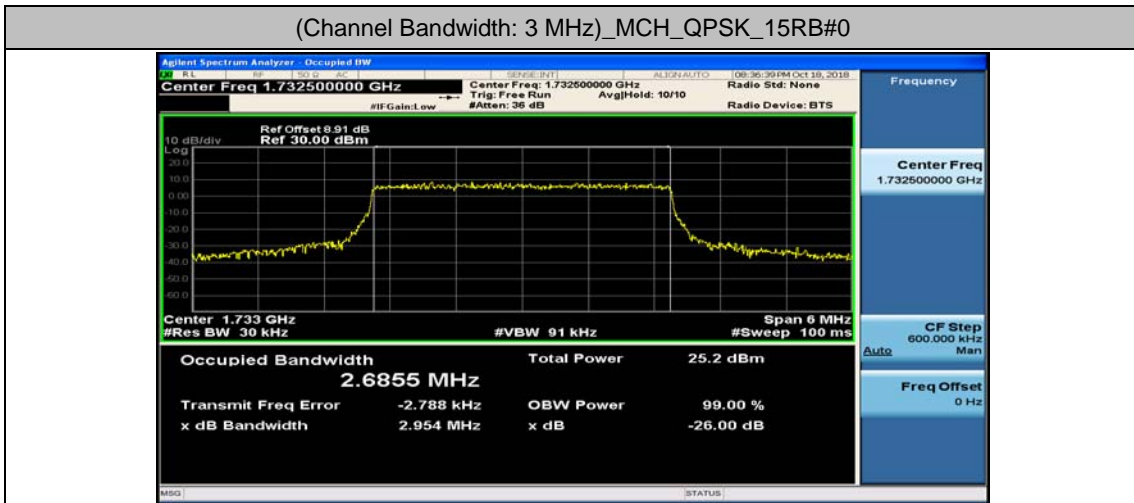 (Channel Bandwidth: 3 MHz)_MCH_QPSK_15RB#0
Agilent Spectrum Analyzer - Occupied BW
RL RF 50 Ω AC SENSE:INT ALIGN AUTO 08:36:39 PM Oct 18, 2018
Center Freq 1.732500000 GHz
Center Freq: 1.732500000 GHz
Radio Std: None
Trig: Free Run Avg|Hold: 10/10
#IFGain:Low #Atten: 36 dB Radio Device: BTS
Ref Offset 8.91 dB
10 dB/div Ref 30.00 dBm
Log
20.0
10.0
0.00
-10.0
-20.0
-30.0
-40.0
-50.0
-60.0
Center 1.733 GHz Span 6 MHz
#Res BW 30 kHz #VBW 91 kHz #Sweep 100 ms
Occupied Bandwidth Total Power 25.2 dBm
2.6855 MHz
Transmit Freq Error -2.788 kHz OBW Power 99.00 %
x dB Bandwidth 2.954 MHz x dB -26.00 dB
MSG STATUS
Frequency
Center Freq
1.732500000 GHz
CF Step
600.000 kHz
Auto Man
Freq Offset
0 Hz